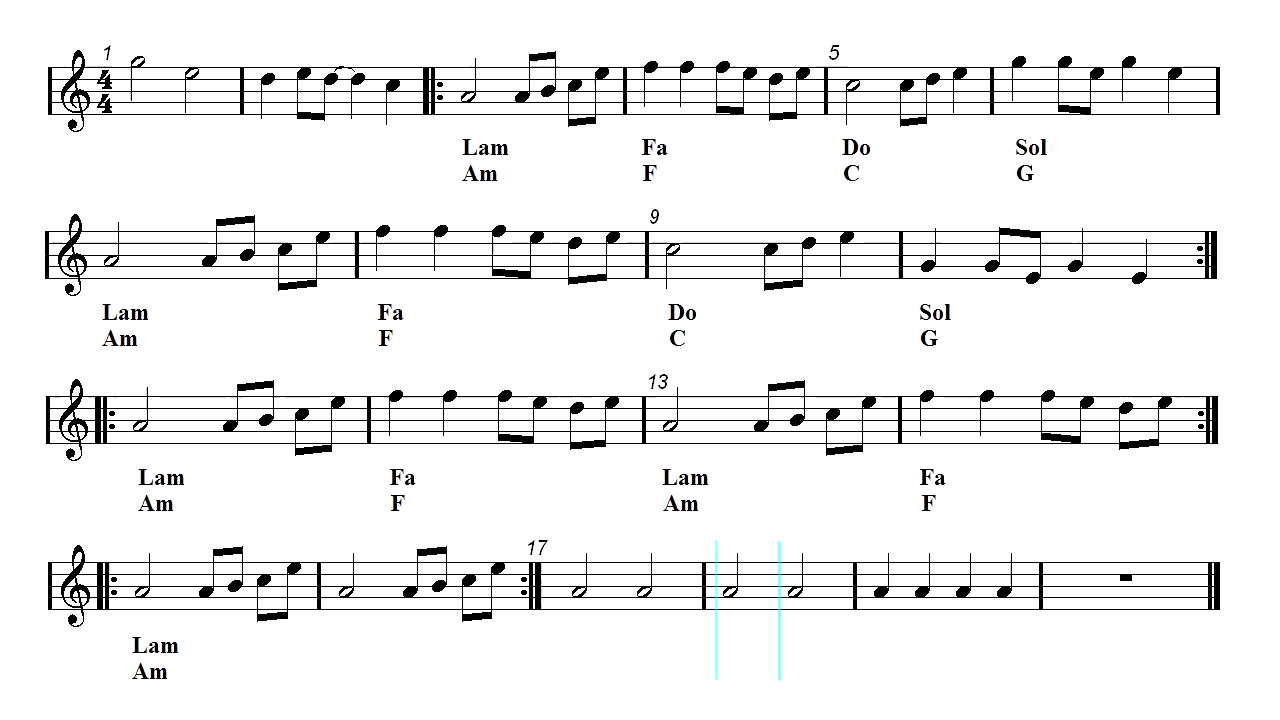 1 5
4
4
Lam Fa Do Sol
Am F C G
9
Lam Fa Do Sol
Am F C G
13
Lam Fa Lam Fa
Am F Am F
17
Lam
Am